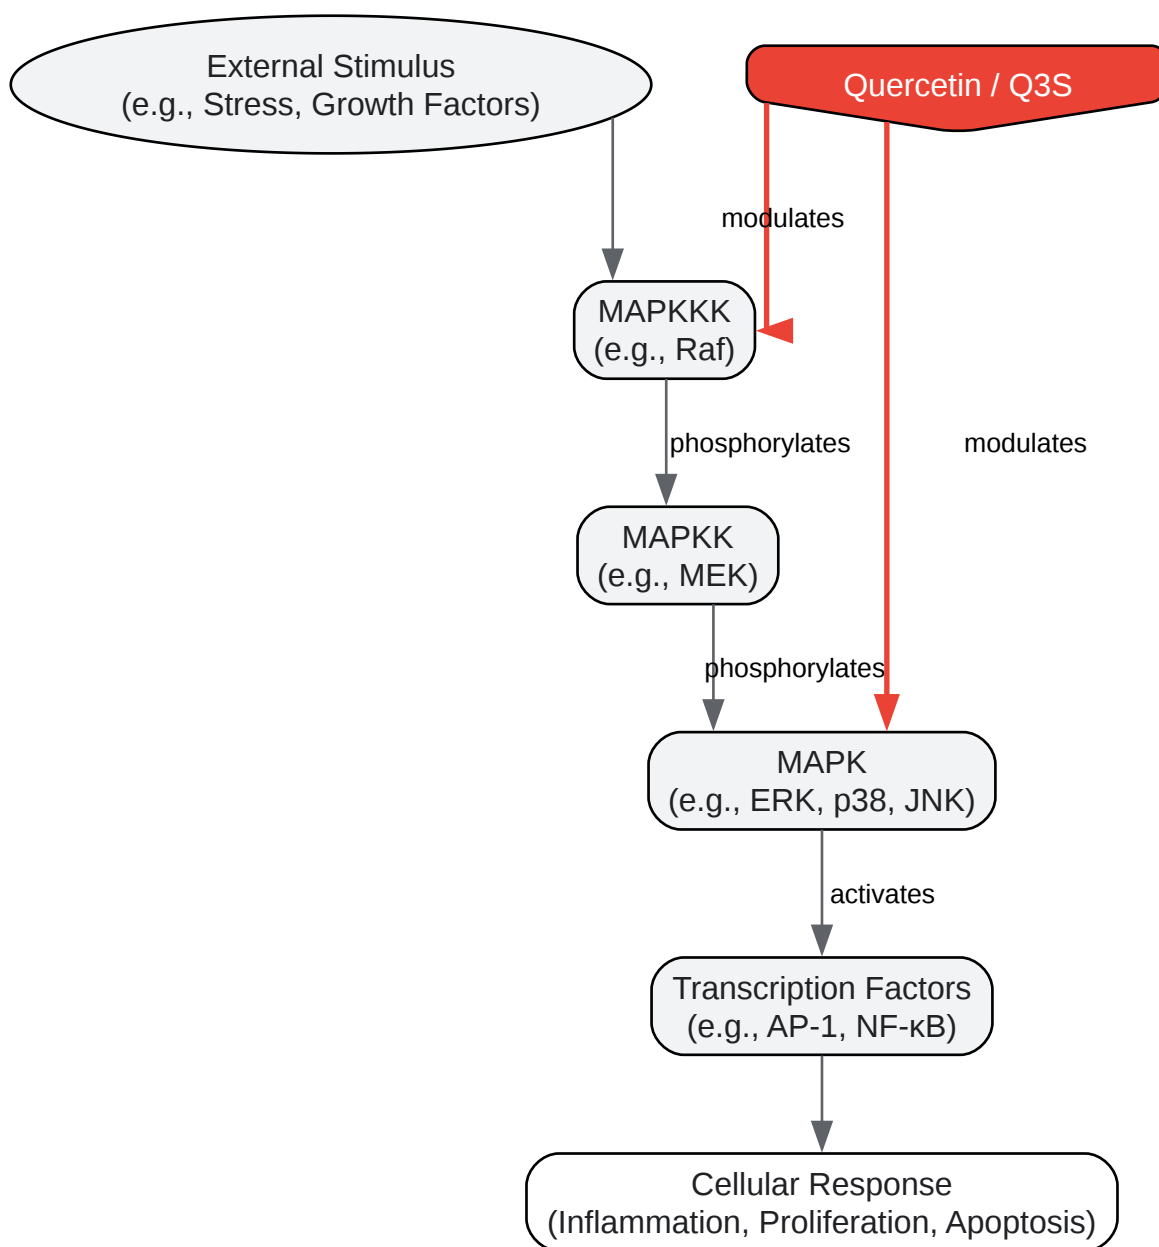 External Stimulus
(e.g., Stress, Growth Factors)
Quercetin / Q3S
modulates
MAPKKK
(e.g., Raf)
phosphorylates
modulates
MAPKK
(e.g., MEK)
phosphorylates
MAPK
(e.g., ERK, p38, JNK)
activates
Transcription Factors
(e.g., AP-1, NF-κB)
Cellular Response
(Inflammation, Proliferation, Apoptosis)